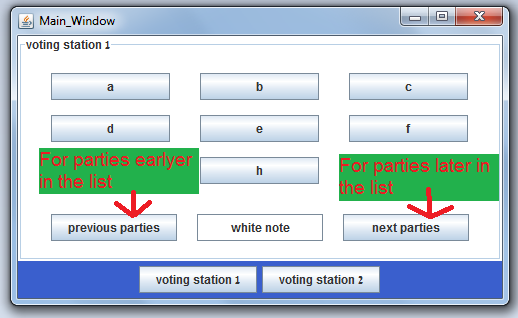 Main_Window
voting station 1
a b c
d e f
For parties earlyer
in the list
h
For parties later in
the list
previous parties white note next parties
voting station 1 voting station 2